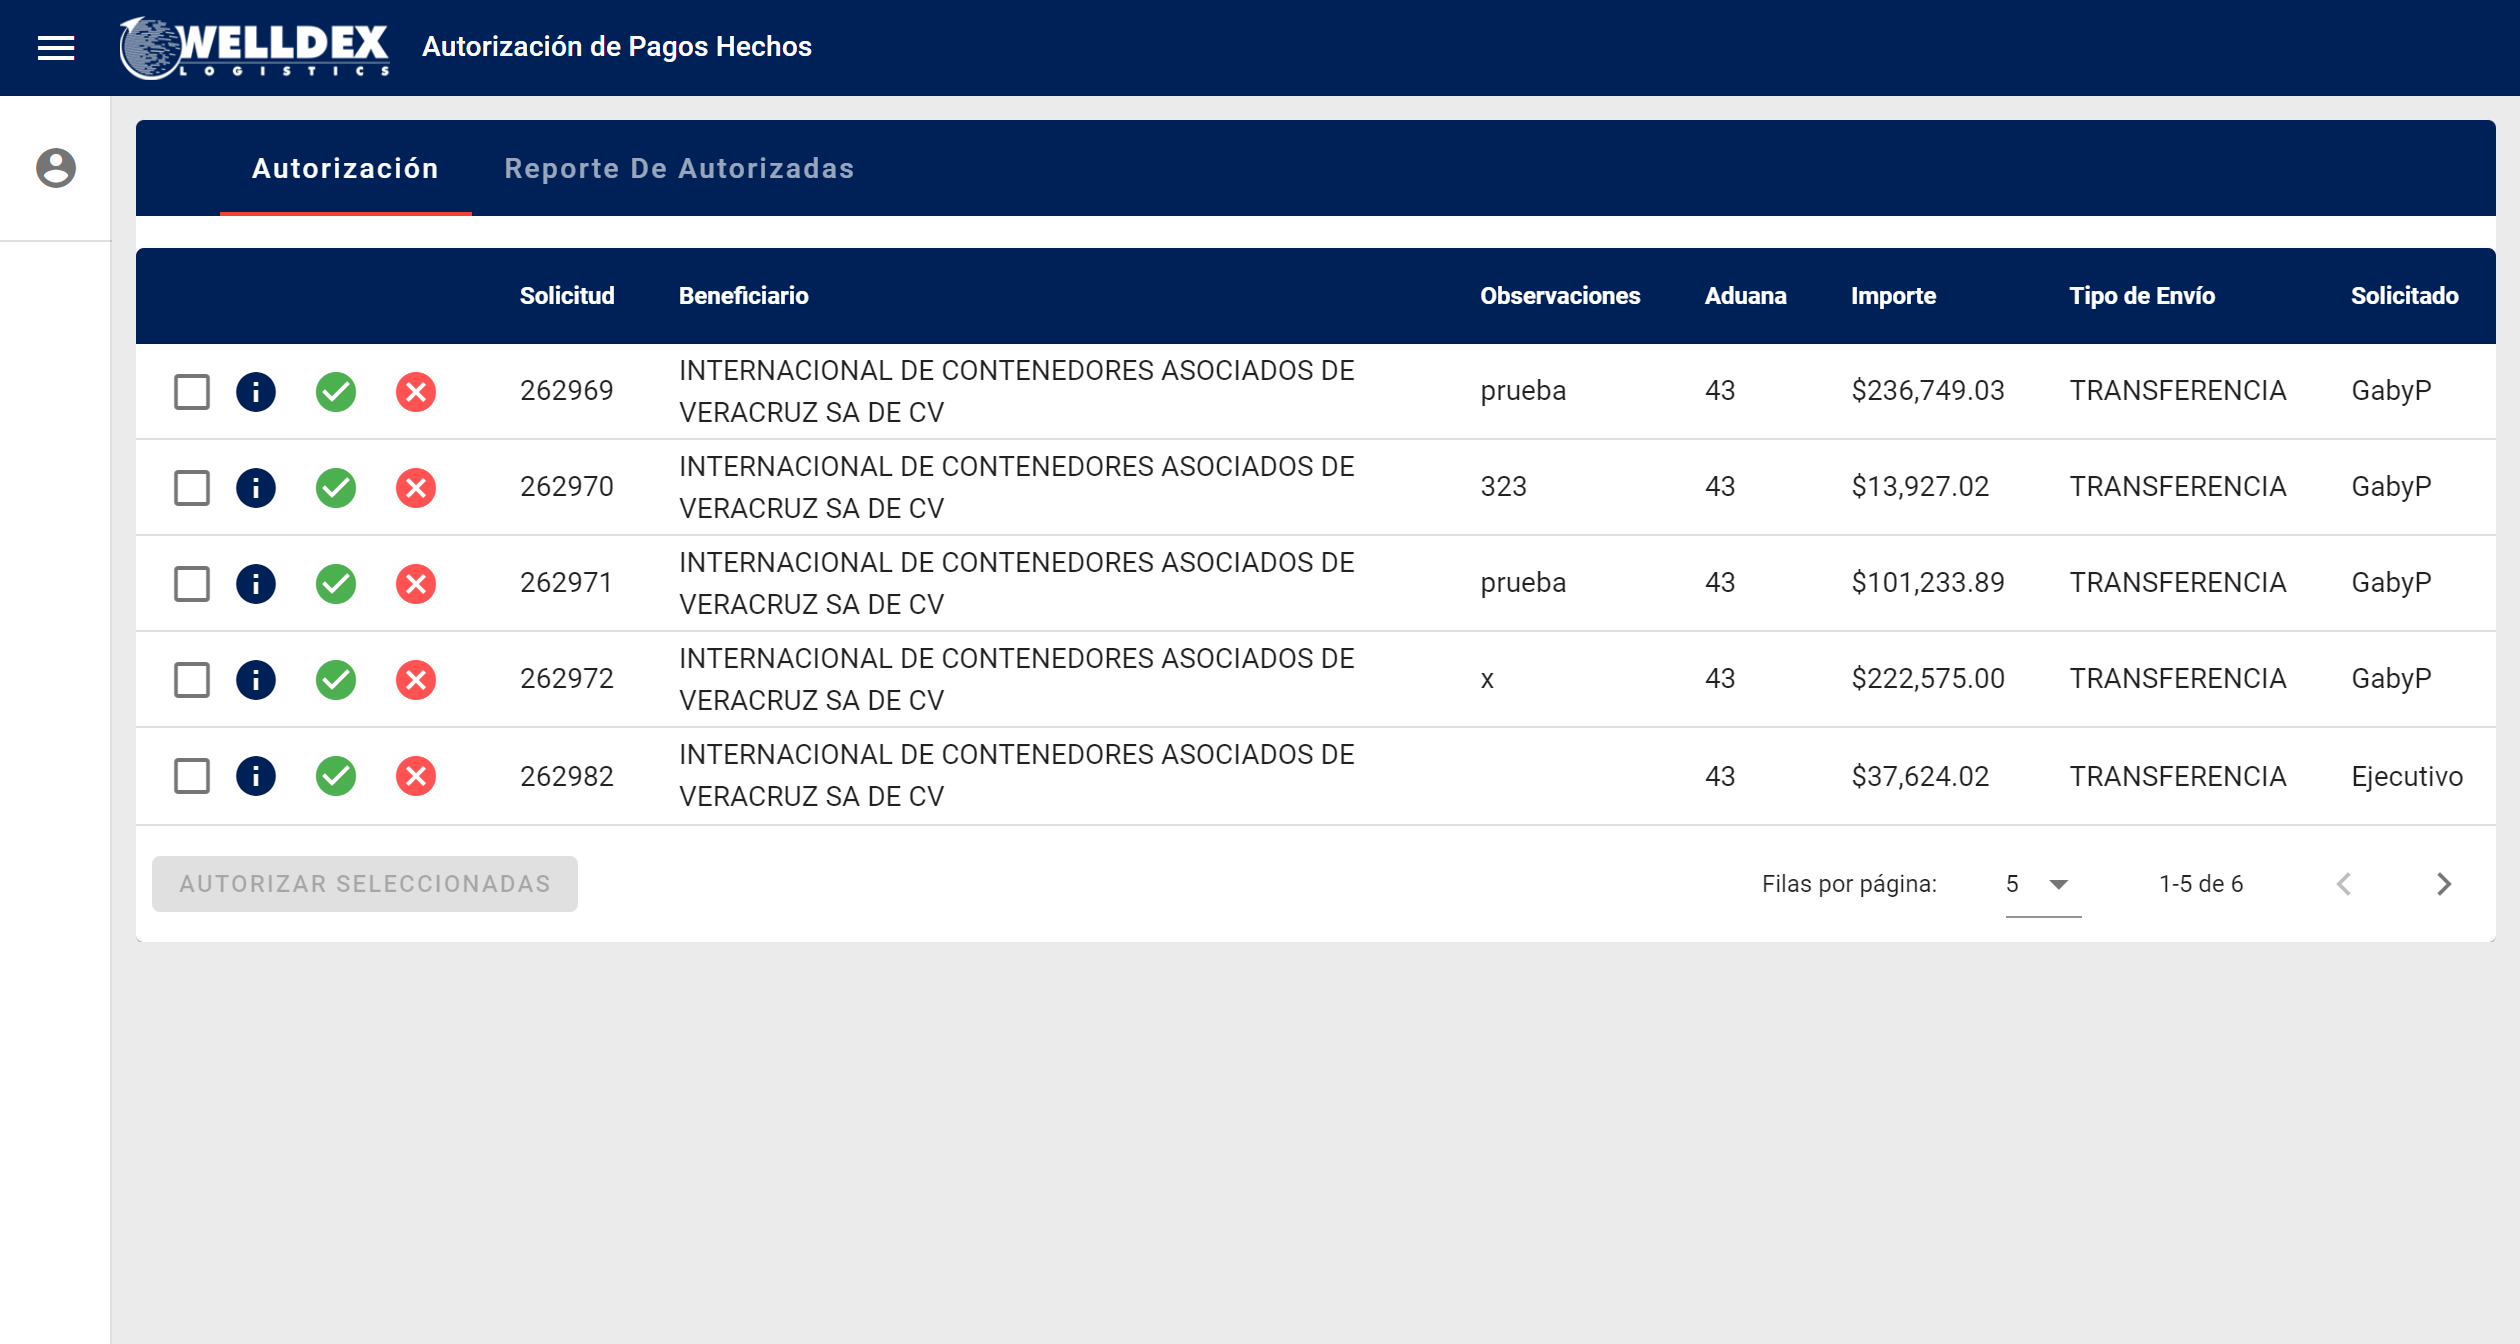 WELLDEX
LOGISTICS
Autorización de Pagos Hechos
Autorización Reporte De Autorizadas
Solicitud Beneficiario Observaciones Aduana Importe Tipo de Envío Solicitado
262969 INTERNACIONAL DE CONTENEDORES ASOCIADOS DE VERACRUZ SA DE CV prueba 43 $236,749.03 TRANSFERENCIA GabyP
262970 INTERNACIONAL DE CONTENEDORES ASOCIADOS DE VERACRUZ SA DE CV 323 43 $13,927.02 TRANSFERENCIA GabyP
262971 INTERNACIONAL DE CONTENEDORES ASOCIADOS DE VERACRUZ SA DE CV prueba 43 $101,233.89 TRANSFERENCIA GabyP
262972 INTERNACIONAL DE CONTENEDORES ASOCIADOS DE VERACRUZ SA DE CV x 43 $222,575.00 TRANSFERENCIA GabyP
262982 INTERNACIONAL DE CONTENEDORES ASOCIADOS DE VERACRUZ SA DE CV 43 $37,624.02 TRANSFERENCIA Ejecutivo
AUTORIZAR SELECCIONADAS Filas por página: 5 1-5 de 6